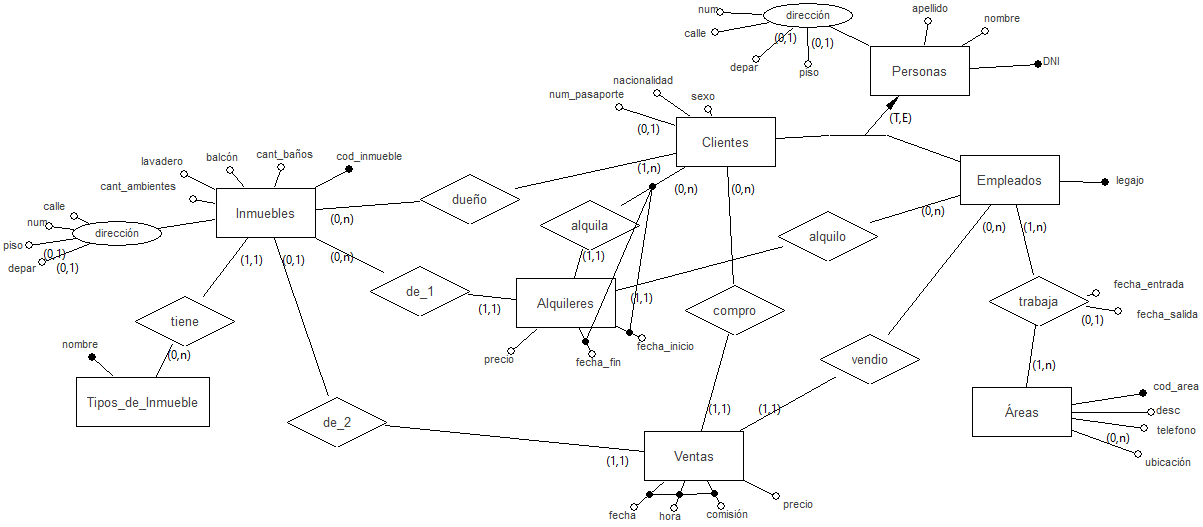 num
dirección
apellido
nombre
calle
(0,1)
(0,1)
depar
piso
Personas
DNI
nacionalidad
num_pasaporte
sexo
(T,E)
(0,1)
Clientes
lavadero
balcón
cant_baños
cod_inmueble
(1,n)
(0,n)
(0,n)
Empleados
legajo
cant_ambientes
dueño
calle
num
Inmuebles
(0,n)
(0,n)
(0,n)
(1,n)
dirección
alquila
alquilo
piso
(0,1)
depar
(0,1)
(1,1)
(0,1)
(0,n)
(1,1)
de_1
(1,1)
Alquileres
(1,1)
compro
trabaja
fecha_entrada
fecha_salida
(0,1)
tiene
nombre
(0,n)
precio
fecha_fin
fecha_inicio
vendio
(1,n)
Tipos_de_Inmueble
de_2
(1,1)
(1,1)
Áreas
cod_area
desc
telefono
(0,n)
ubicación
(1,1)
Ventas
fecha
hora
comisión
precio